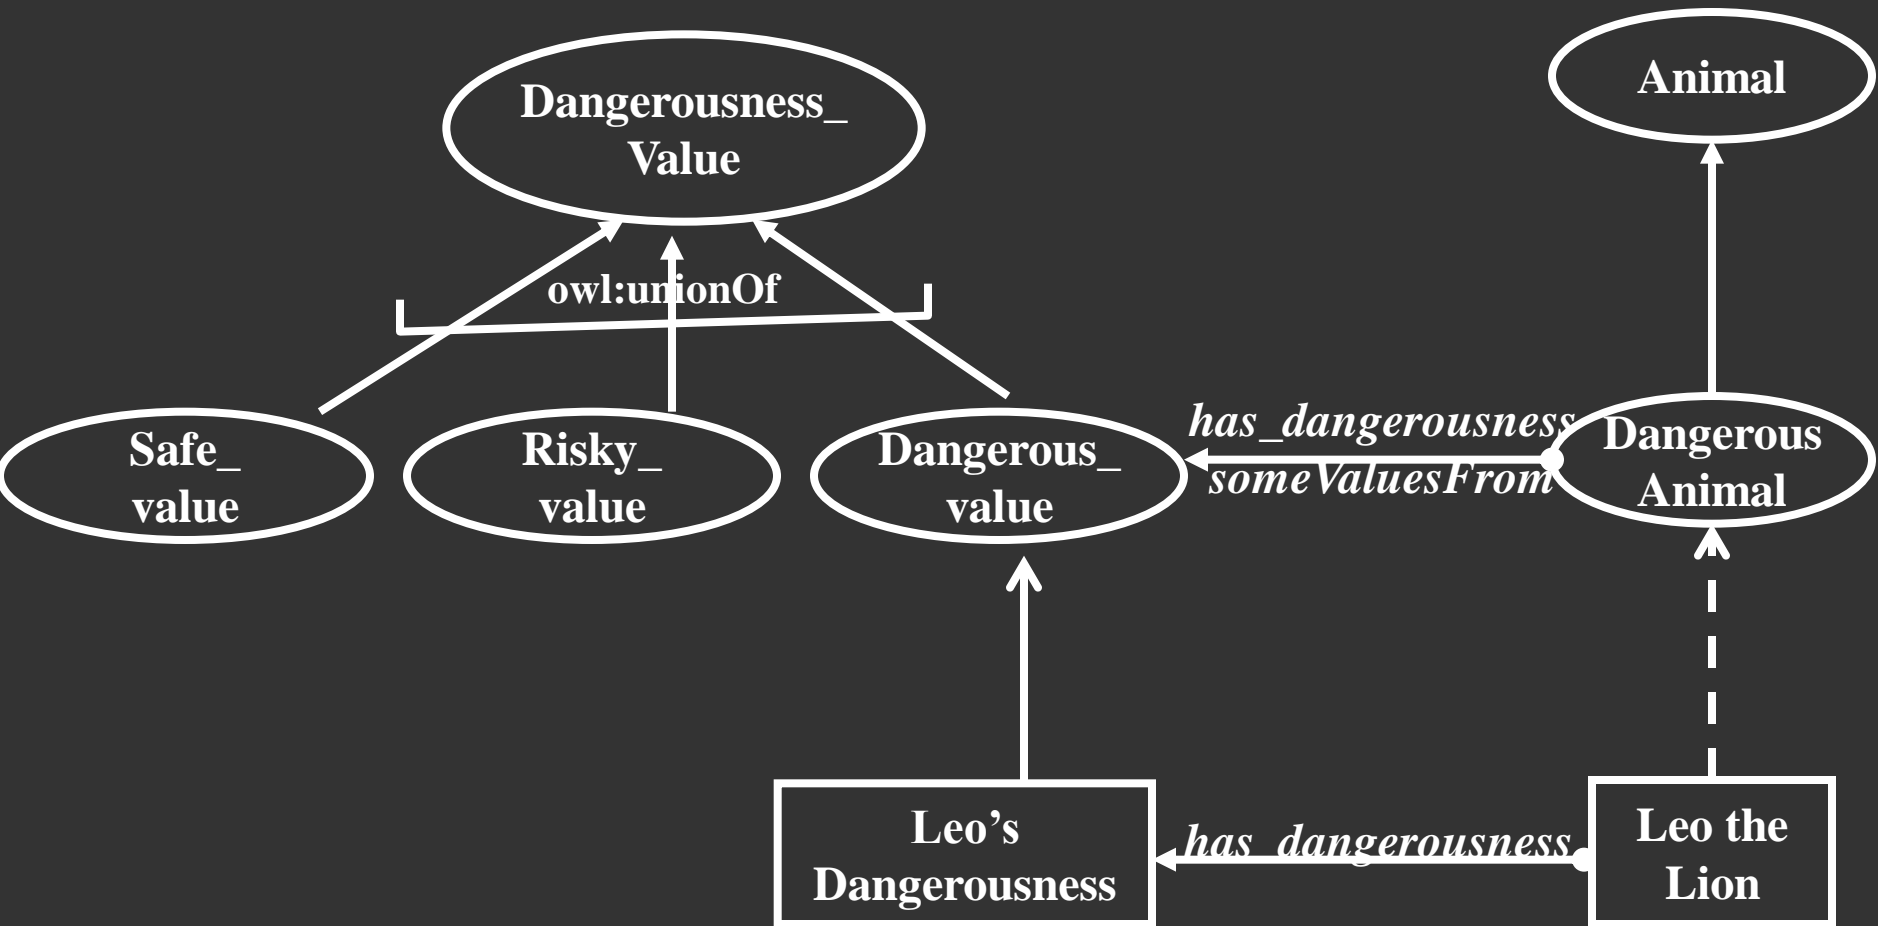 Dangerousness_
Value
Animal
owl:unionOf
Safe_
value
Risky_
value
Dangerous_
value
has_dangerousness
someValuesFrom
Dangerous
Animal
Leo’s
Dangerousness
has_dangerousness
Leo the
Lion